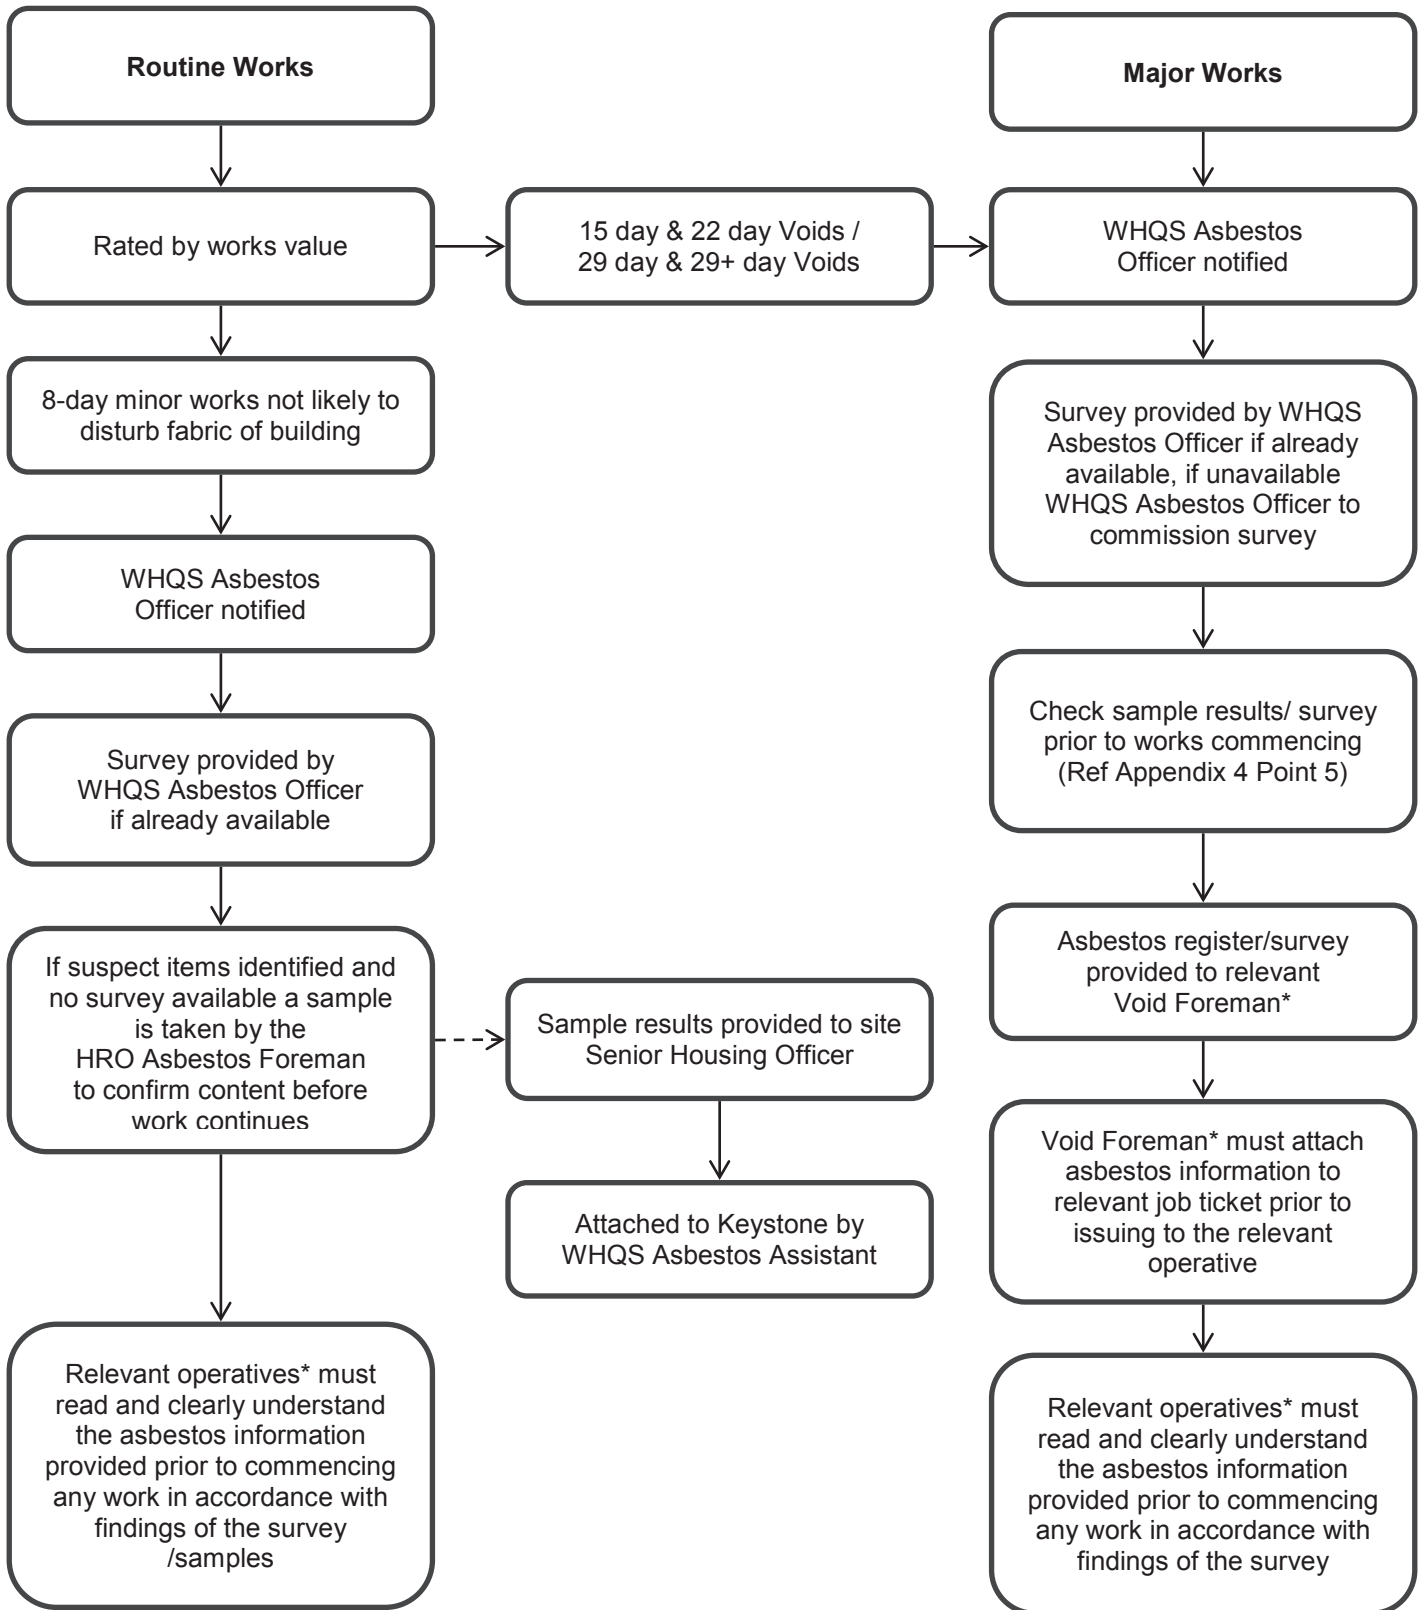 Routine Works
Rated by works value
8-day minor works not likely to
disturb fabric of building
WHQS Asbestos
Officer notified
Survey provided by
WHQS Asbestos Officer
if already available
If suspect items identified and
no survey available a sample
is taken by the
HRO Asbestos Foreman
to confirm content before
work continues
Relevant operatives* must
read and clearly understand
the asbestos information
provided prior to commencing
any work in accordance with
findings of the survey
/samples
15 day & 22 day Voids /
29 day & 29+ day Voids
Sample results provided to site
Senior Housing Officer
Attached to Keystone by
WHQS Asbestos Assistant
Major Works
WHQS Asbestos
Officer notified
Survey provided by WHQS
Asbestos Officer if already
available, if unavailable
WHQS Asbestos Officer to
commission survey
Check sample results/ survey
prior to works commencing
(Ref Appendix 4 Point 5)
Asbestos register/survey
provided to relevant
Void Foreman*
Void Foreman* must attach
asbestos information to
relevant job ticket prior to
issuing to the relevant
operative
Relevant operatives* must
read and clearly understand
the asbestos information
provided prior to commencing
any work in accordance with
findings of the survey